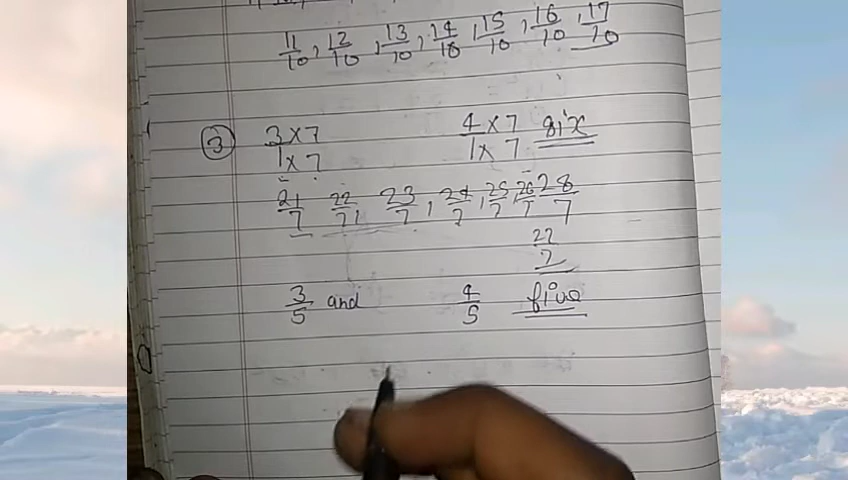 11/10, 12/10, 13/10, 14/10, 15/10, 16/10, 17/10
③ 3×7/1×7 4×7/1×7 six
21/7 22/7, 23/7, 24/7, 25/7, 26/7 28/7
27/7
3/5 and 4/5 five